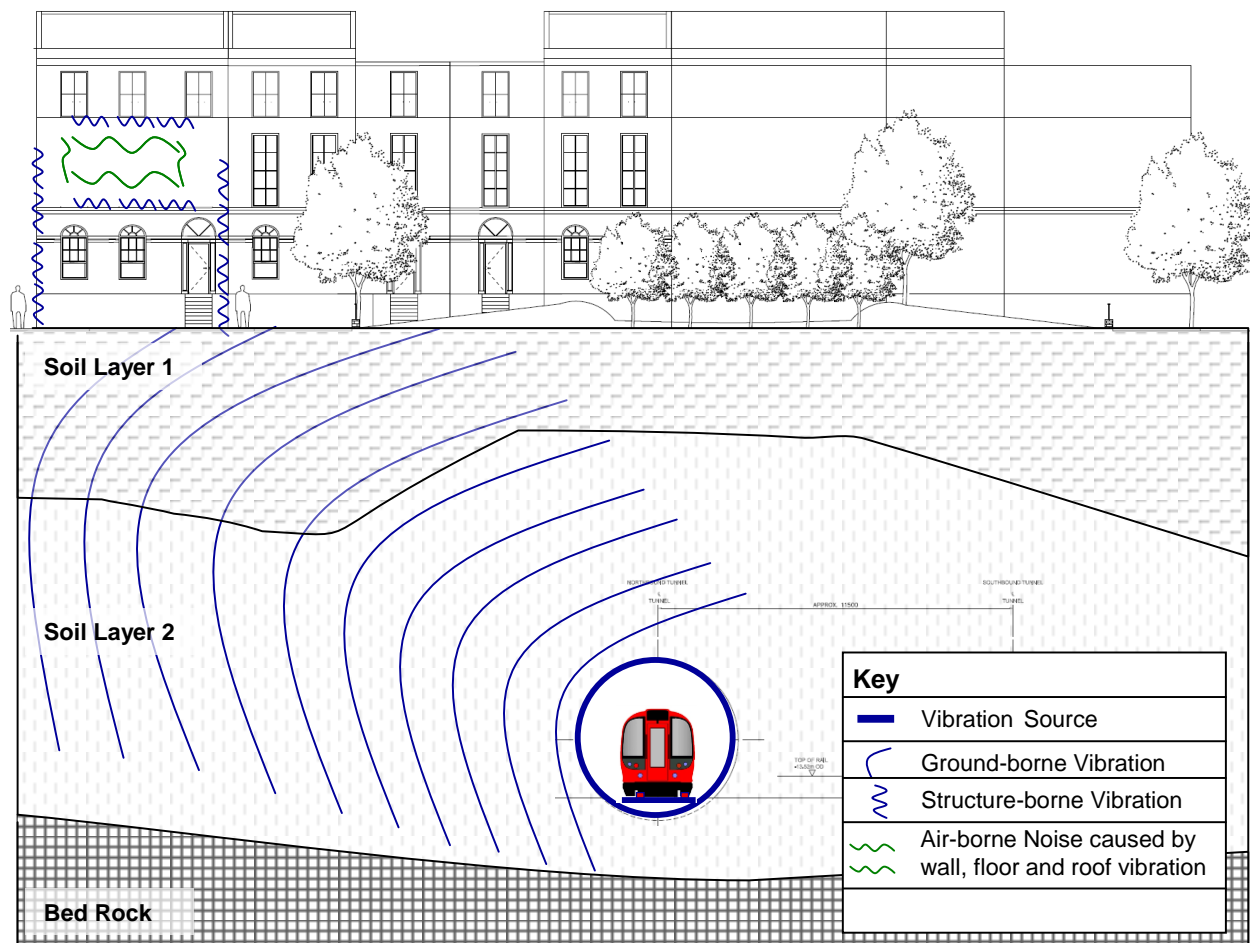 Soil Layer 1
NORTHBOUND TUNNEL
SOUTHBOUND TUNNEL
TUNNEL
TUNNEL
APPROX. 11500
Soil Layer 2
Key
Vibration Source
Ground-borne Vibration
Structure-borne Vibration
Air-borne Noise caused by
wall, floor and roof vibration
TOP OF RAIL
Bed Rock